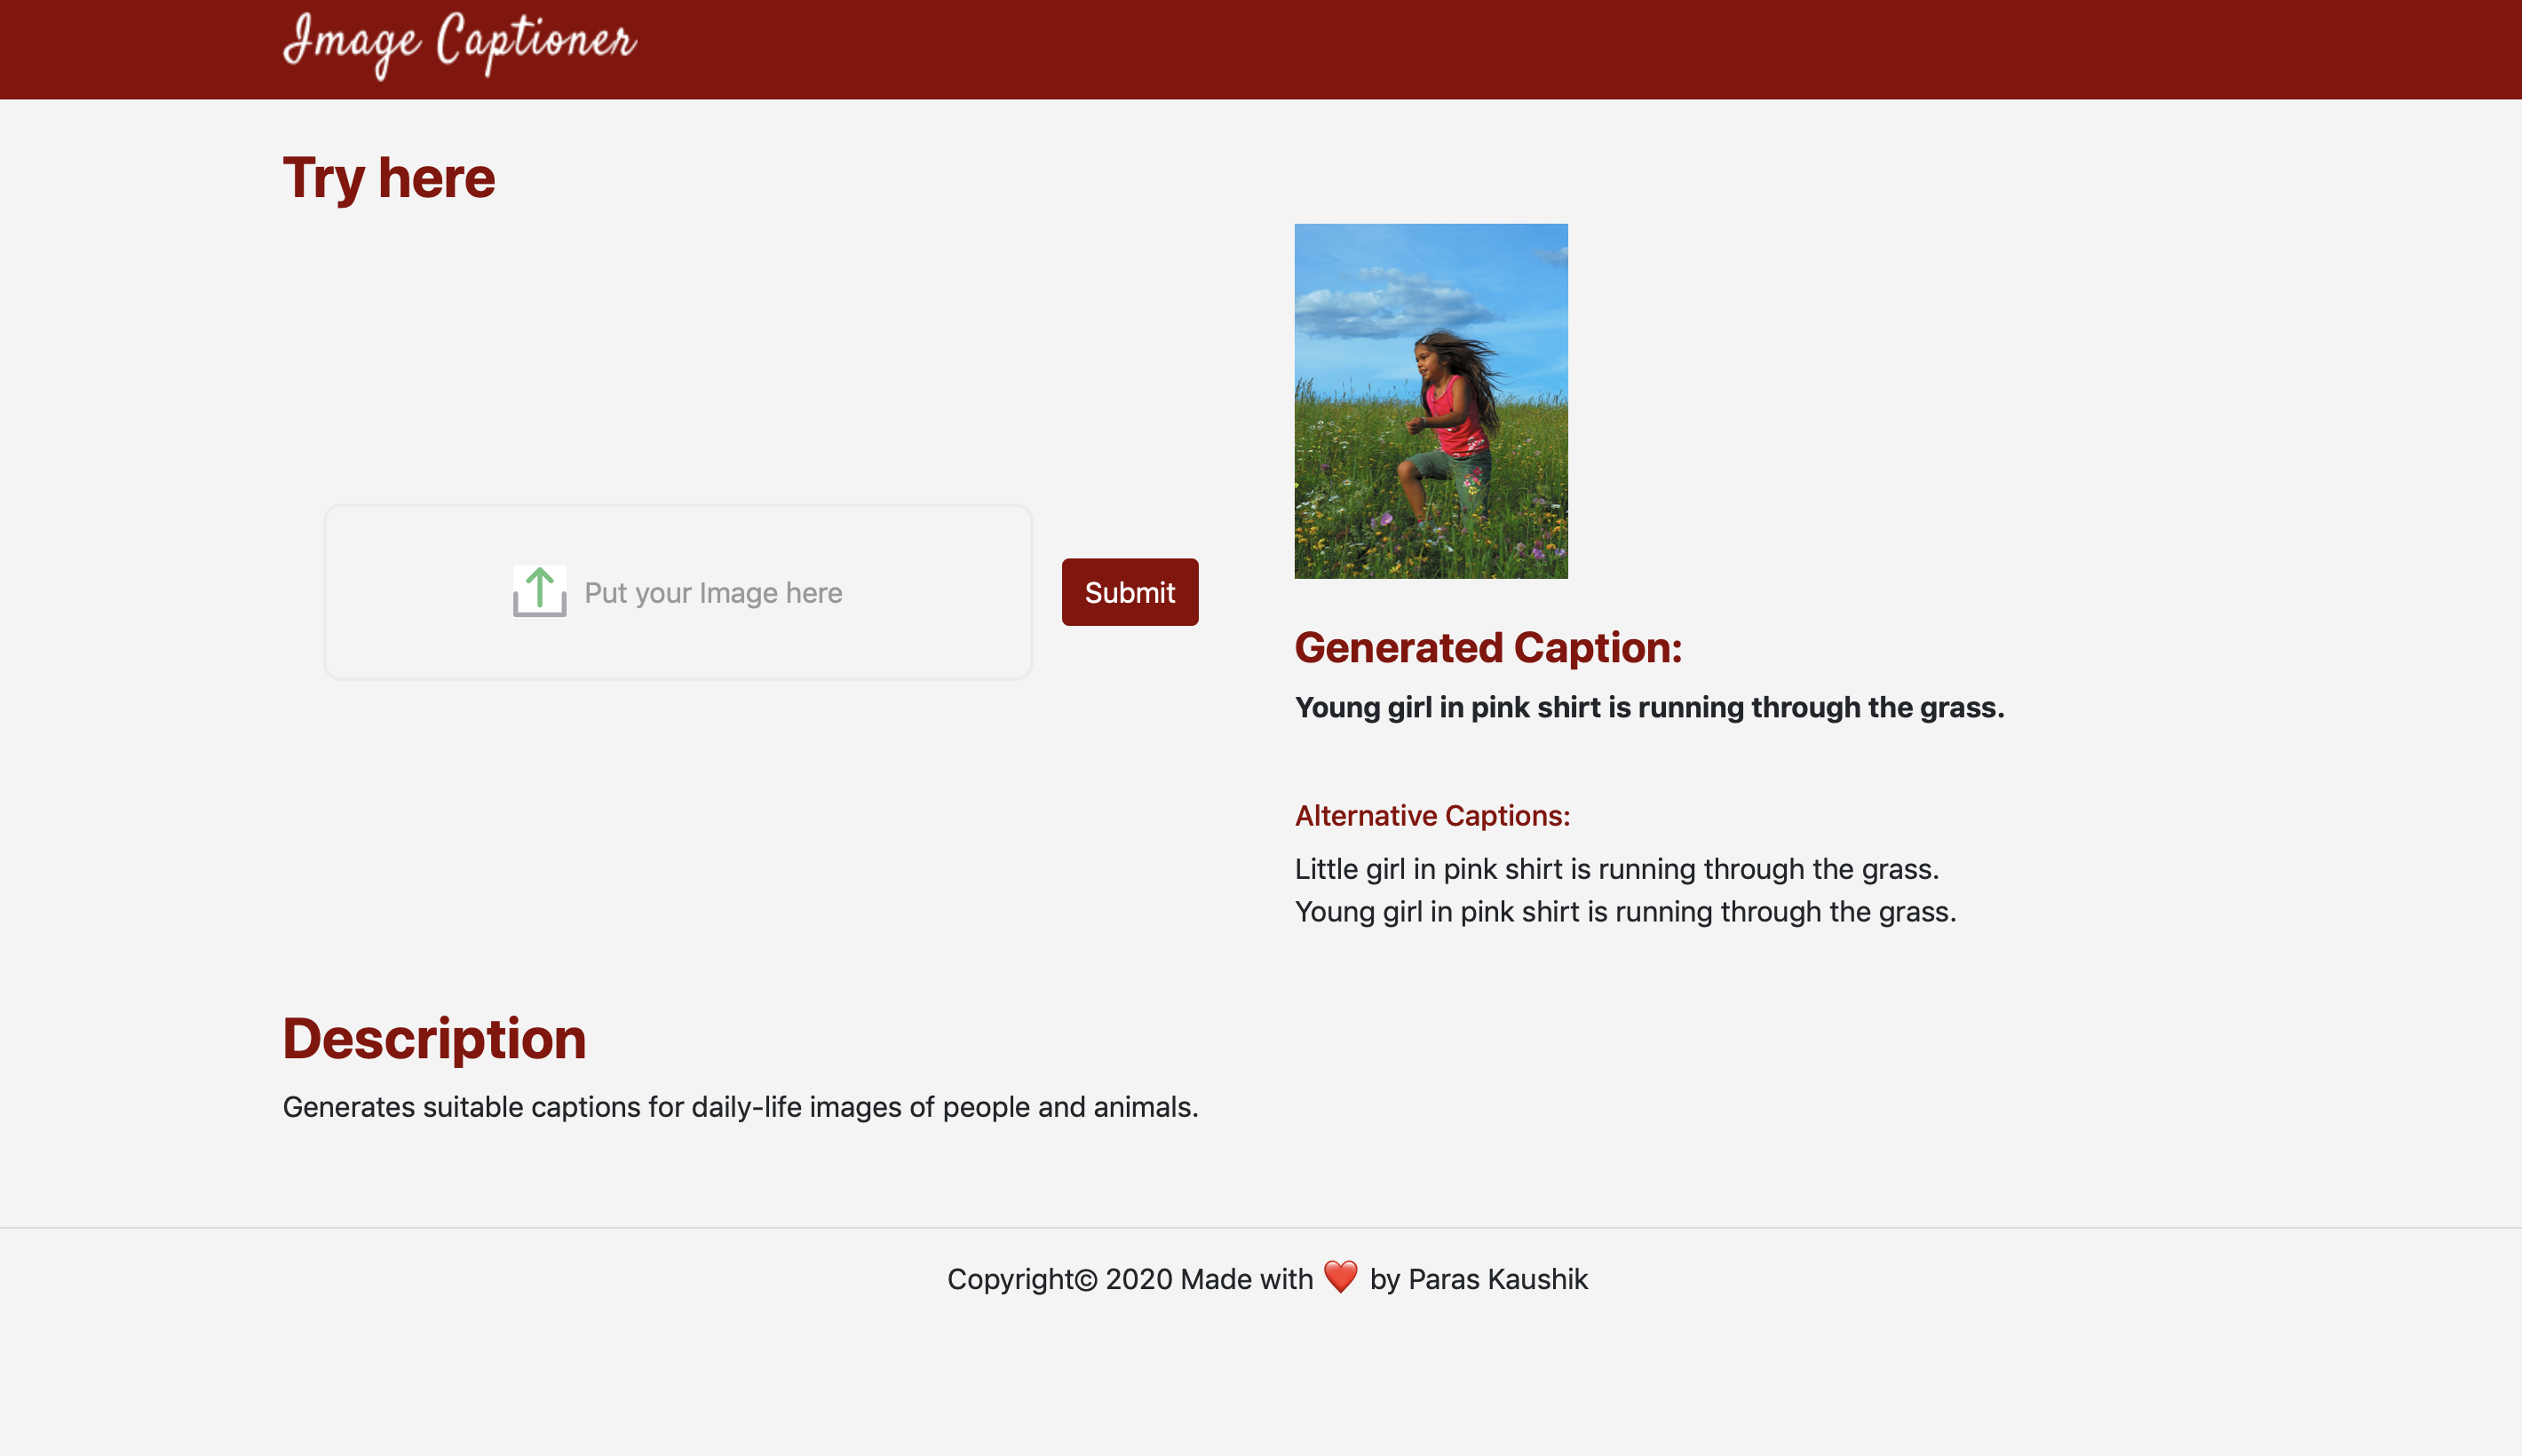 Image Captioner
Try here
Put your Image here
Submit
Generated Caption:
Young girl in pink shirt is running through the grass.
Alternative Captions:
Little girl in pink shirt is running through the grass.
Young girl in pink shirt is running through the grass.
Description
Generates suitable captions for daily-life images of people and animals.
Copyright© 2020 Made with ❤️ by Paras Kaushik